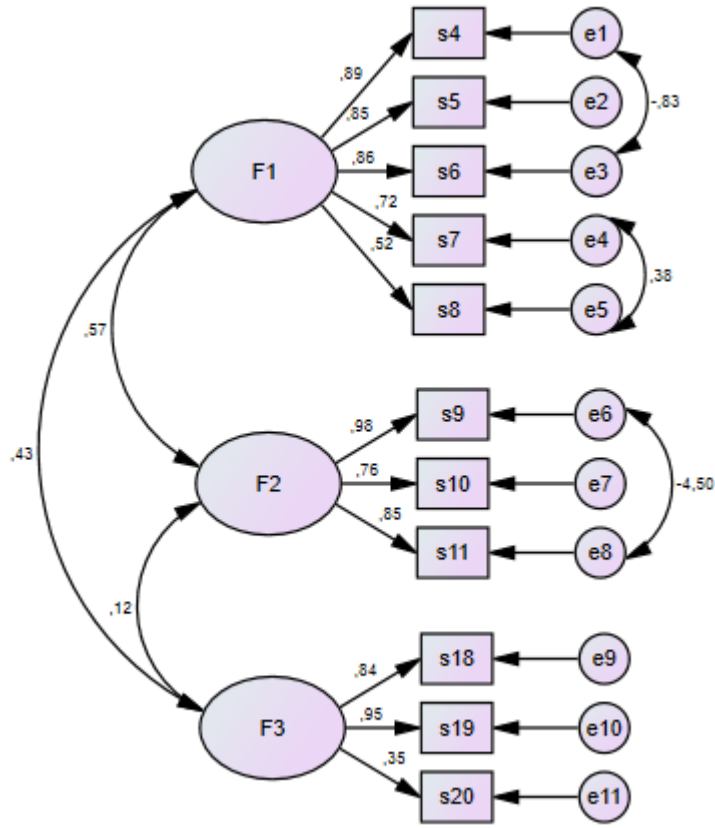 s4
e1
,89
-,83
s5
e2
,85
F1
,86
s6
e3
,72
s7
e4
,52
,38
s8
e5
,57
,43
s9
e6
,98
F2
,76
s10
e7
-4,50
,85
s11
e8
,12
s18
e9
,84
F3
,95
s19
e10
,35
s20
e11